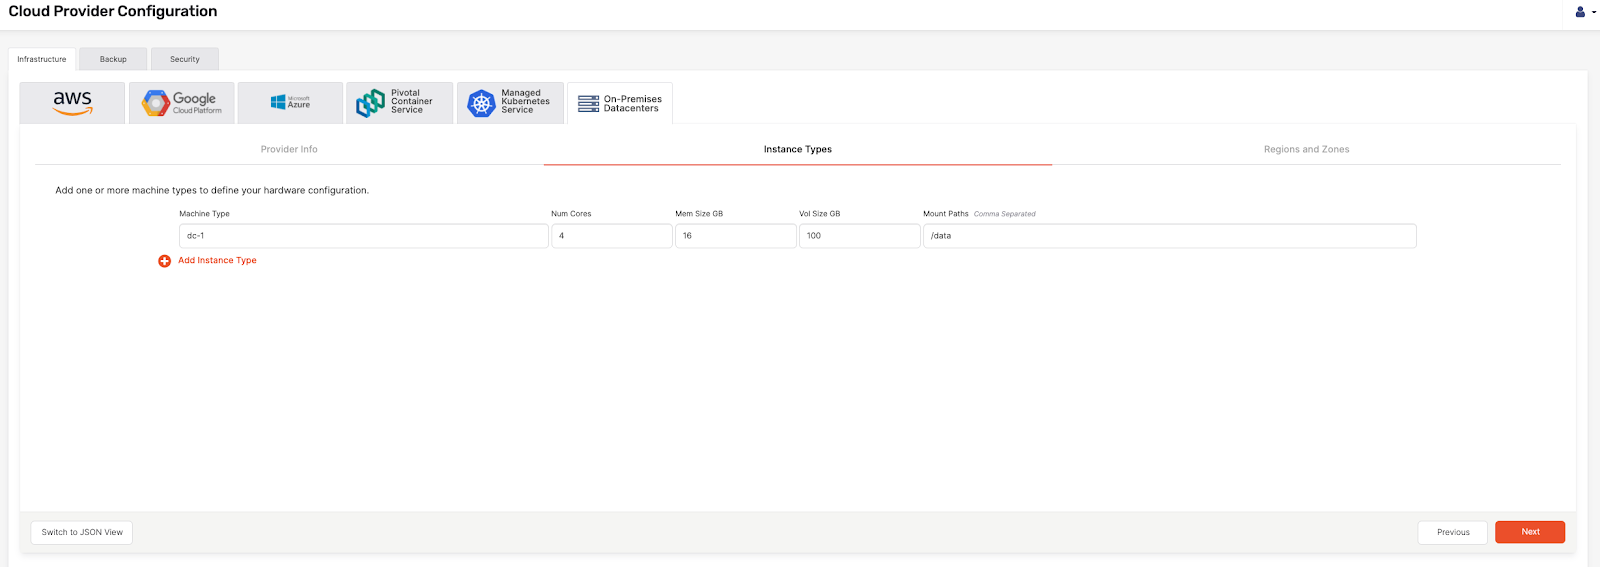 Cloud Provider Configuration
Infrastructure
Backup
Security
aws
Google
Cloud Platform
Microsoft
Azure
Pivotal
Container
Service
Managed
Kubernetes
Service
On-Premises
Datacenters
Provider Info
Instance Types
Regions and Zones
Add one or more machine types to define your hardware configuration.
Machine Type
Num Cores
Mem Size GB
Vol Size GB
Mount Paths Comma Separated
dc-1
4
16
100
/data
Add Instance Type
Switch to JSON View
Previous
Next